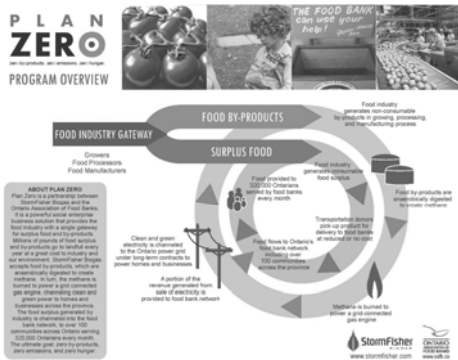 PLAN
ZERO
zero by-products. zero emissions. zero hunger.
PROGRAM OVERVIEW
THE FOOD BANK
can use your
help!
FOOD BY-PRODUCTS
FOOD INDUSTRY GATEWAY
SURPLUS FOOD
Growers
Food Processors
Food Manufacturers
Food industry
generates non-consumable
by-products in growing, processing,
and manufacturing process
Food industry
generates consumable
food surplus
Food by-products are
anaerobically digested
to create methane
Transportation donors
pick-up product for
delivery to food banks
at reduced or no cost
Food provided to
320,000 Ontarians
served by food banks
every month
Food flows to Ontario's
food bank network
including over
100 communities
across the province
Clean and green
electricity is channeled
to the Ontario power grid
under long-term contracts to
power homes and businesses
A portion of the
revenue generated from
sale of electricity is
provided to food bank network
Methane is burned to
power a grid-connected
gas engine
ABOUT PLAN ZERO
Plan Zero is a partnership between
StormFisher Biogas and the
Ontario Association of Food Banks.
It is a powerful social enterprise
business solution that provides the
food industry with a single gateway
for surplus food and by-products.
Millions of pounds of food surplus
and by-products go to landfill every
year at a great cost to industry and
our environment. StormFisher Biogas
accepts food by-products, which are
anaerobically digested to create
methane. In turn, the methane is
burned to power a grid connected
gas engine, channeling clean and
green power to homes and
businesses across the province.
The food surplus generated by
industry is channeled into the food
bank network, to over 100
communities across Ontario serving
320,000 Ontarians every month.
The ultimate goal: zero by-products,
zero emissions, and zero hunger.
STORMFISHER
BIOGAS
www.stormfisher.com
ONTARIO
ASSOCIATION OF
FOOD BANKS
www.oafb.ca